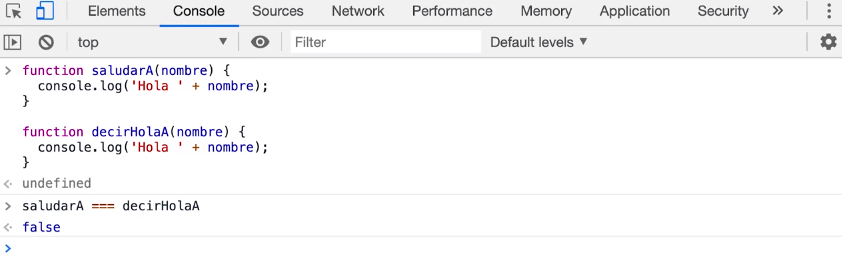 Elements Console Sources Network Performance Memory Application Security »
top ▼ Filter Default levels ▼
> function saludarA(nombre) {
    console.log('Hola ' + nombre);
  }

  function decirHolaA(nombre) {
    console.log('Hola ' + nombre);
  }
undefined
> saludarA === decirHolaA
false
>